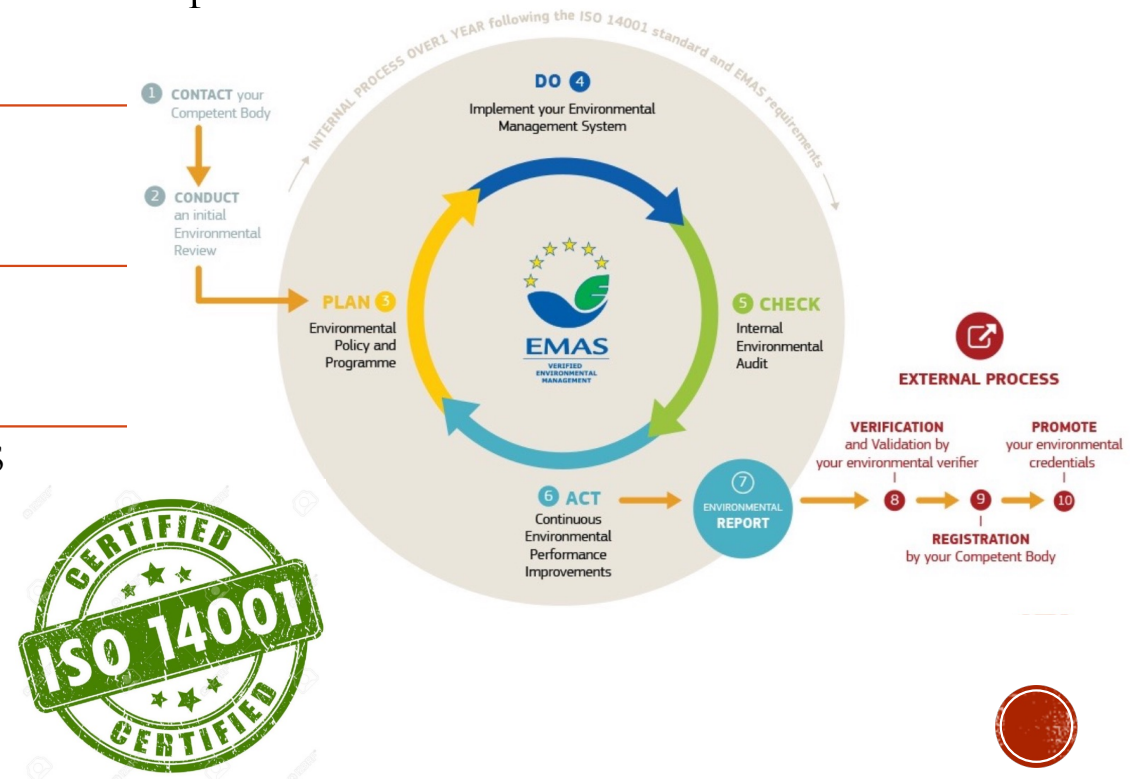 INTERNAL PROCESS OVER1 YEAR following the ISO 14001 standard and EMAS requirements
1 CONTACT your
Competent Body
2 CONDUCT
an initial
Environmental
Review
PLAN 3
Environmental
Policy and
Programme
DO 4
Implement your Environmental
Management System
EMAS
VERIFIED
ENVIRONMENTAL
MANAGEMENT
5 CHECK
Internal
Environmental
Audit
6 ACT
Continuous
Environmental
Performance
Improvements
7
ENVIRONMENTAL
REPORT
EXTERNAL PROCESS
VERIFICATION
and Validation by
your environmental verifier
8
9
REGISTRATION
by your Competent Body
PROMOTE
your environmental
credentials
10
CERTIFIED
ISO 14001
CERTIFIED